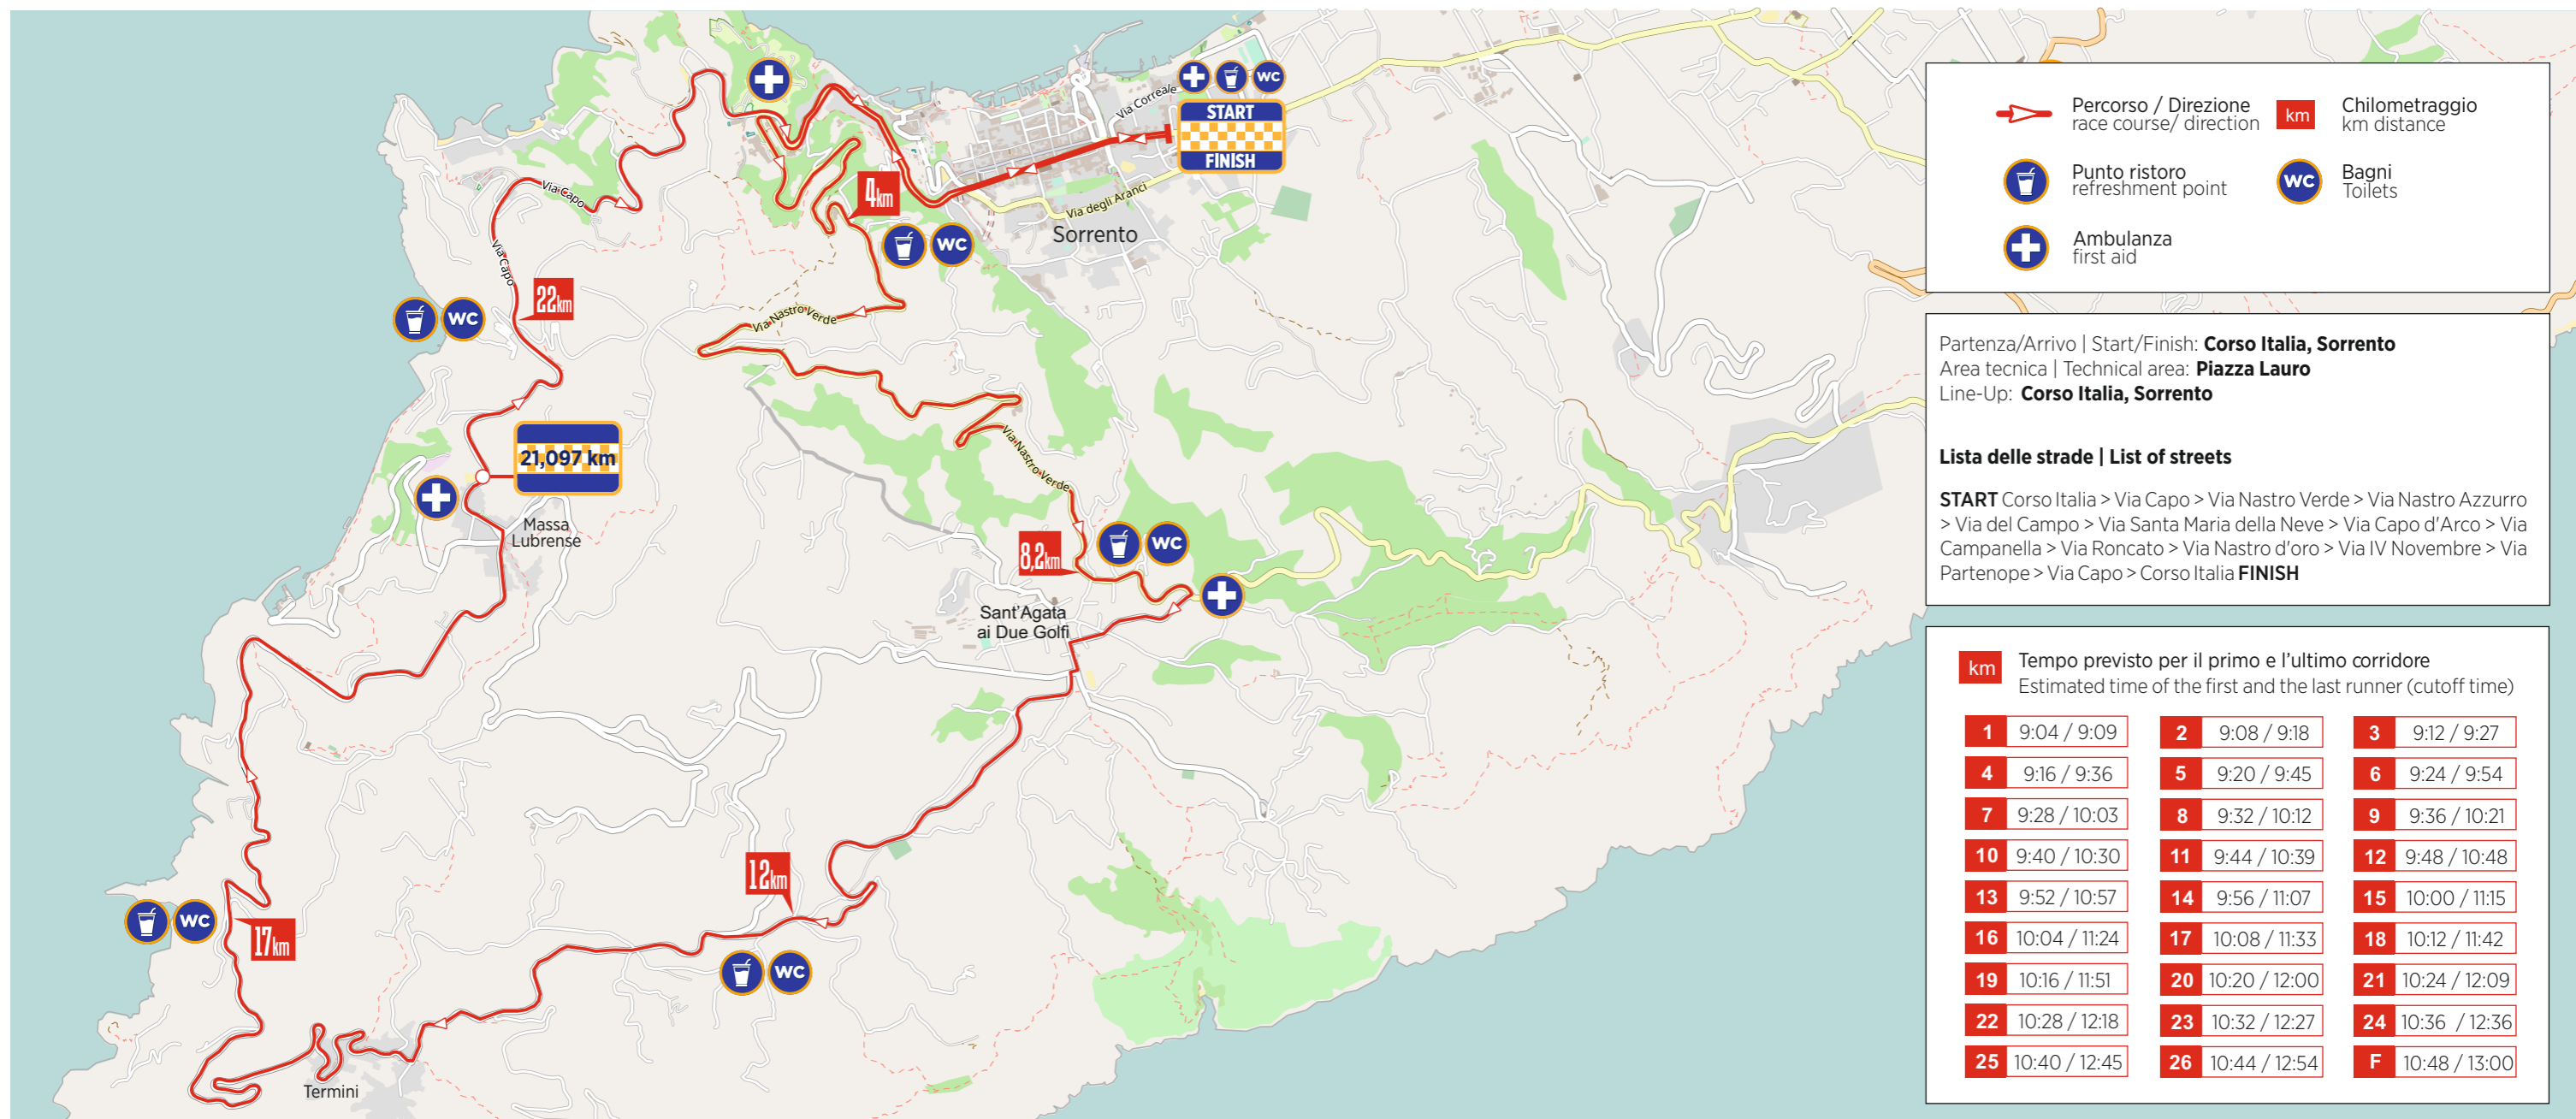 Via Correale
WC
START
FINISH
Via degli Aranci
Sorrento
4km
WC
Via Capo
Via Capo
22km
WC
Via Nastro Verde
21,097 km
Via Nastro Verde
Massa
Lubrense
8,2km
WC
Sant'Agata
ai Due Golfi
12km
WC
17km
WC
Termini
Percorso / Direzione
race course/ direction
km
Chilometraggio
km distance
Punto ristoro
refreshment point
WC
Bagni
Toilets
Ambulanza
first aid
Partenza/Arrivo | Start/Finish: Corso Italia, Sorrento
Area tecnica | Technical area: Piazza Lauro
Line-Up: Corso Italia, Sorrento
Lista delle strade | List of streets
START Corso Italia > Via Capo > Via Nastro Verde > Via Nastro Azzurro
> Via del Campo > Via Santa Maria della Neve > Via Capo d'Arco > Via
Campanella > Via Roncato > Via Nastro d'oro > Via IV Novembre > Via
Partenope > Via Capo > Corso Italia FINISH
km
Tempo previsto per il primo e l'ultimo corridore
Estimated time of the first and the last runner (cutoff time)
1 9:04 / 9:09 2 9:08 / 9:18 3 9:12 / 9:27
4 9:16 / 9:36 5 9:20 / 9:45 6 9:24 / 9:54
7 9:28 / 10:03 8 9:32 / 10:12 9 9:36 / 10:21
10 9:40 / 10:30 11 9:44 / 10:39 12 9:48 / 10:48
13 9:52 / 10:57 14 9:56 / 11:07 15 10:00 / 11:15
16 10:04 / 11:24 17 10:08 / 11:33 18 10:12 / 11:42
19 10:16 / 11:51 20 10:20 / 12:00 21 10:24 / 12:09
22 10:28 / 12:18 23 10:32 / 12:27 24 10:36 / 12:36
25 10:40 / 12:45 26 10:44 / 12:54 F 10:48 / 13:00